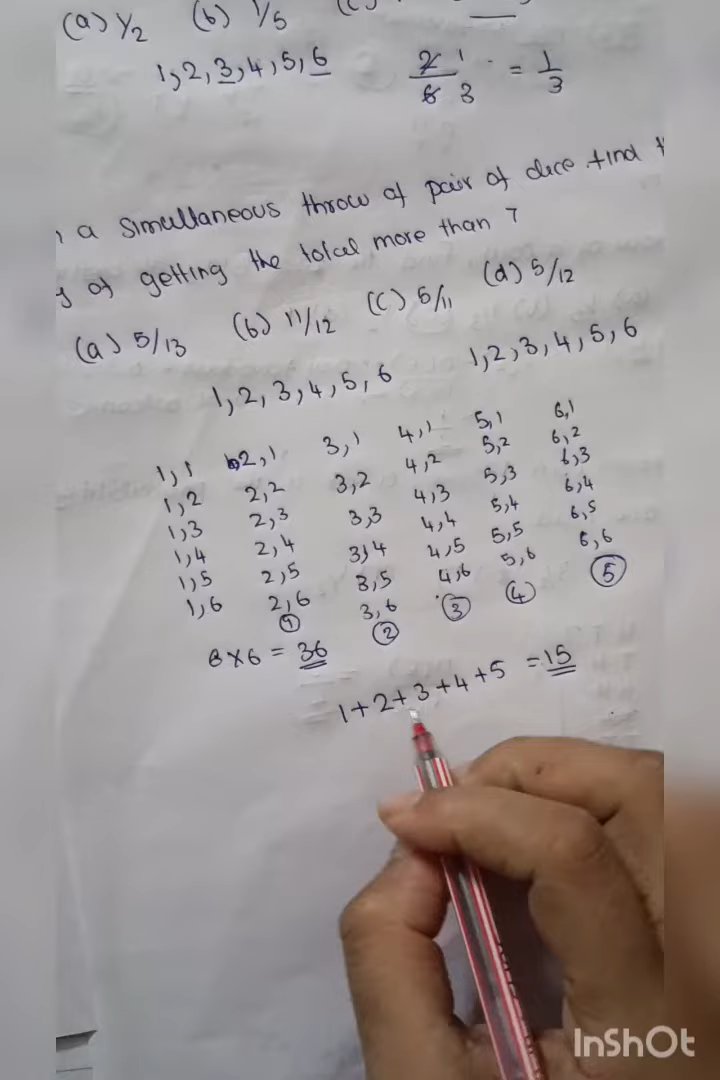 (a) 1/2 (b) 1/5
1, 2, 3, 4, 5, 6 2/6 1 3 = 1/3
a simullaneous throw of pair of dice find
of getting the total more than 7
(a) 5/13 (b) 11/12 (c) 5/11 (d) 5/12
1, 2, 3, 4, 5, 6 1, 2, 3, 4, 5, 6
1,1 2,1 3,1 4,1 5,1 6,1
1,2 2,2 3,2 4,2 5,2 6,2
1,3 2,3 3,3 4,3 5,3 6,3
1,4 2,4 3,4 4,4 5,4 6,4
1,5 2,5 3,5 4,5 5,5 6,5
1,6 2,6 3,6 4,6 5,6 6,6
1 2 3 4 5
6×6 = 36
1+2+3+4+5 = 15
InShOt